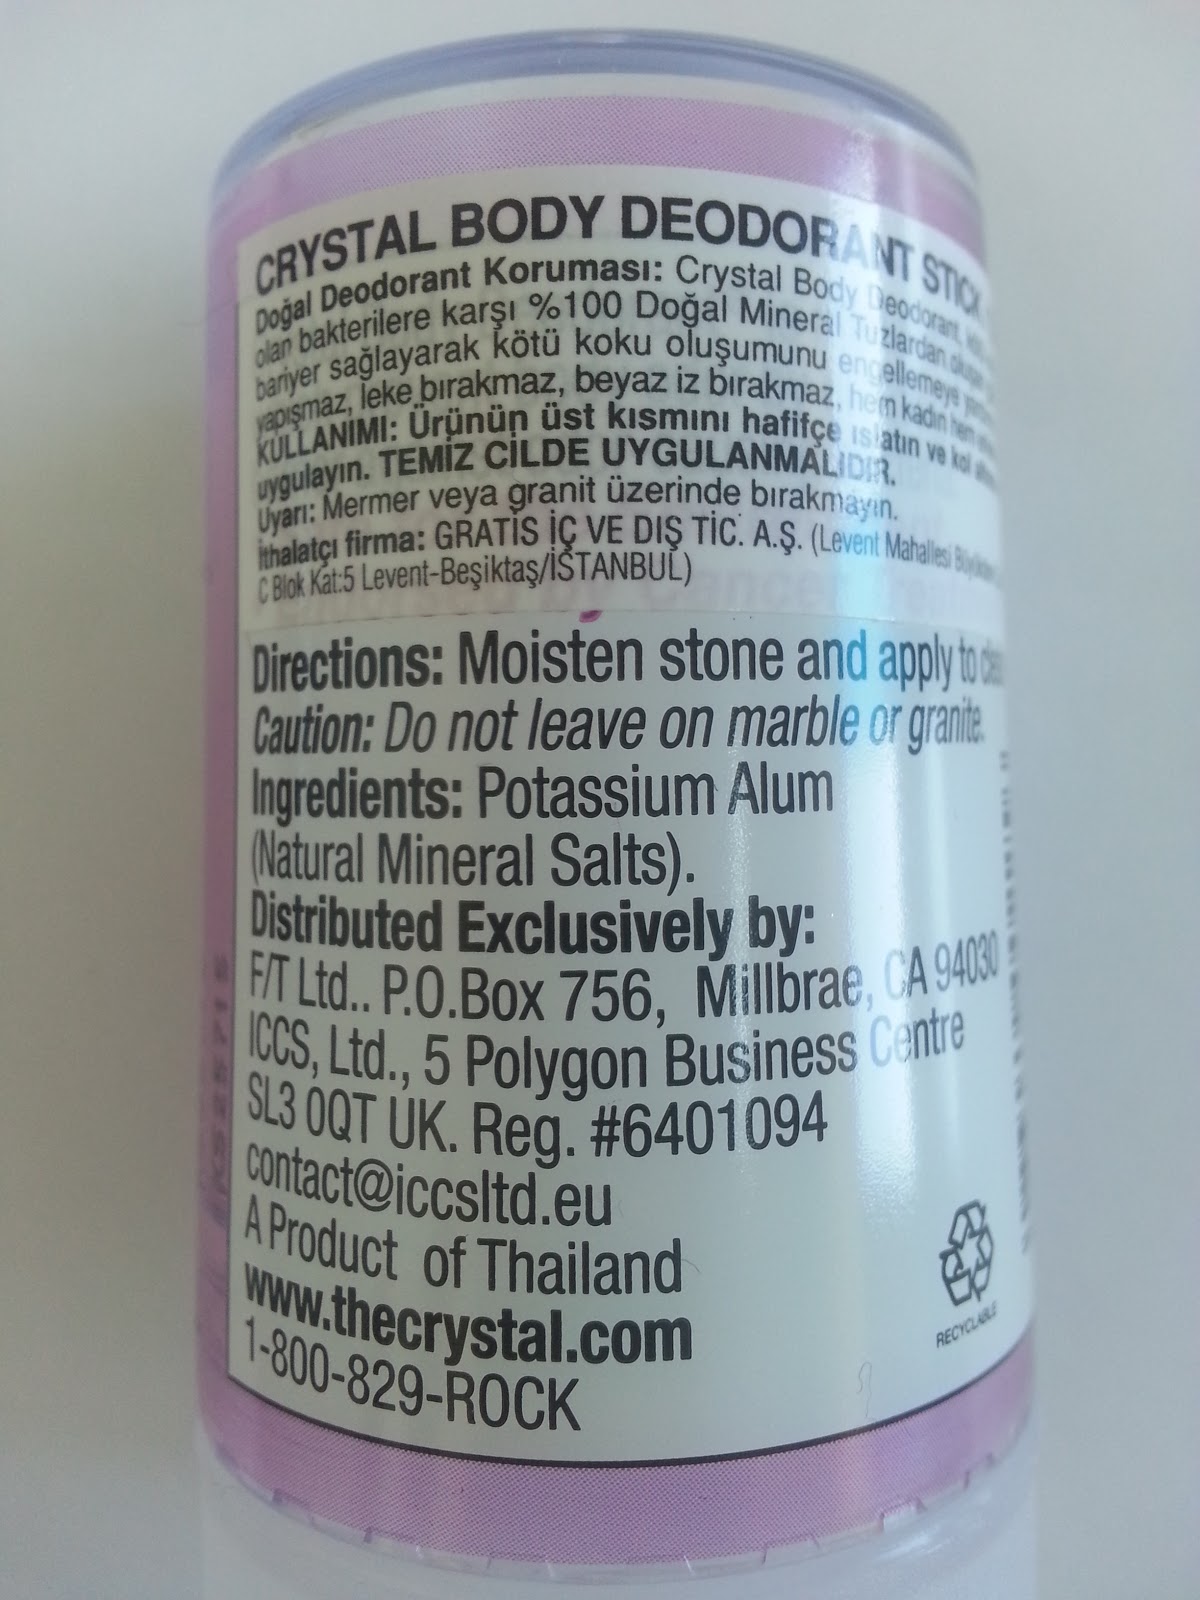 CRYSTAL BODY DEODORANT STICK
Doğal Deodorant Koruması: Crystal Body Deodorant,
olan bakterilere karşı %100 Doğal Mineral Tuzlardan
bariyer sağlayarak kötü koku oluşumunu engellemeye
yapışmaz, leke bırakmaz, beyaz iz bırakmaz, hem kadın hem
KULLANIMI: Ürünün üst kısmını hafifçe ıslatın ve kol
uygulayın. TEMİZ CİLDE UYGULANMALIDIR.
Uyarı: Mermer veya granit üzerinde bırakmayın.
İthalatçı firma: GRATİS İÇ VE DIŞ TİC. A.Ş. (Levent Mahallesi
C Blok Kat:5 Levent-Beşiktaş/İSTANBUL)
Directions: Moisten stone and apply to
Caution: Do not leave on marble or granite.
Ingredients: Potassium Alum
(Natural Mineral Salts).
Distributed Exclusively by:
F/T Ltd.. P.O.Box 756, Millbrae, CA 94030
ICCS, Ltd., 5 Polygon Business Centre
SL3 0QT UK. Reg. #6401094
contact@iccsltd.eu
A Product of Thailand
www.thecrystal.com
1-800-829-ROCK
RECYCLABLE